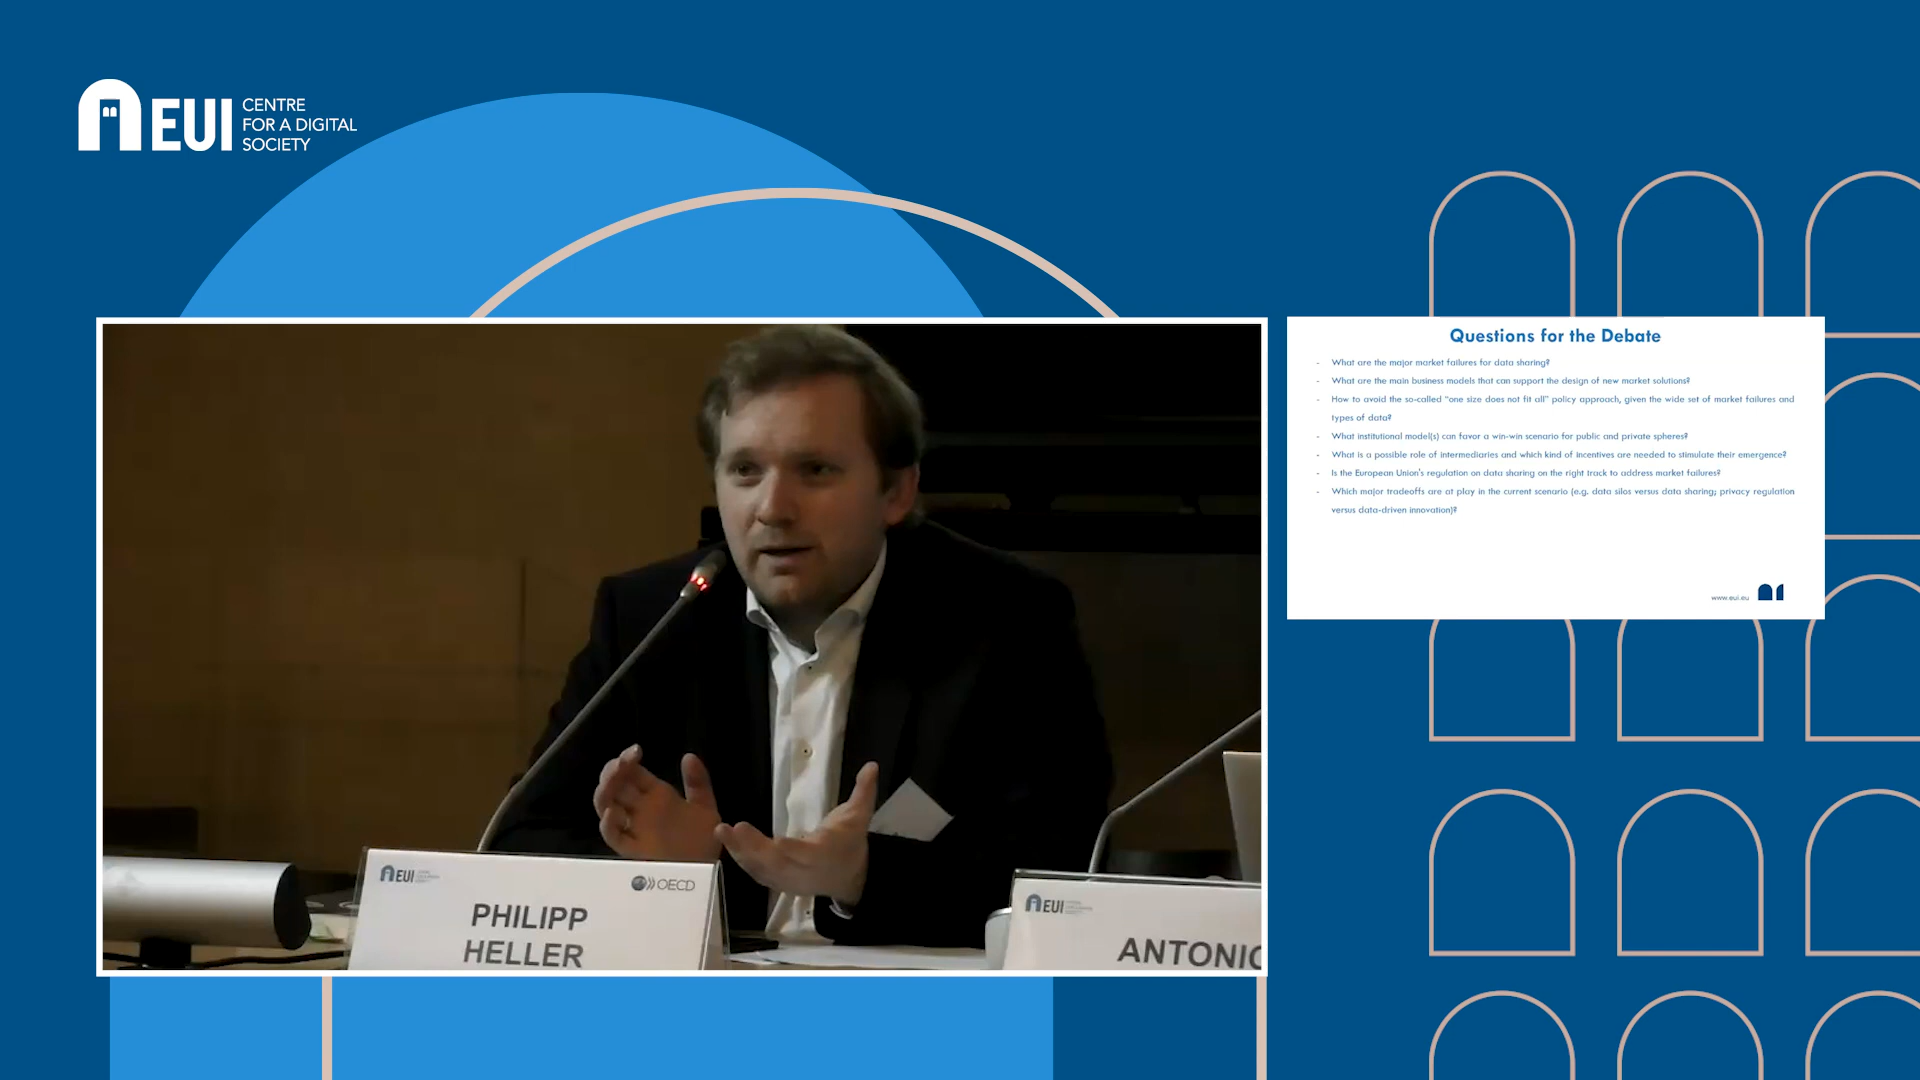 EUI
CENTRE
FOR A DIGITAL
SOCIETY
Questions for the Debate
- What are the major market failures for data sharing?
- What are the main business models that can support the design of new market solutions?
- How to avoid the so-called "one size does not fit all" policy approach, given the wide set of market failures and
types of data?
- What institutional model(s) can favor a win-win scenario for public and private spheres?
- What is a possible role of intermediaries and which kind of incentives are needed to stimulate their emergence?
- Is the European Union's regulation on data sharing on the right track to address market failures?
- Which major tradeoffs are at play in the current scenario (e.g. data silos versus data sharing; privacy regulation
versus data-driven innovation)?
www.eui.eu
EUI
OECD
PHILIPP
HELLER
EUI
ANTONIO